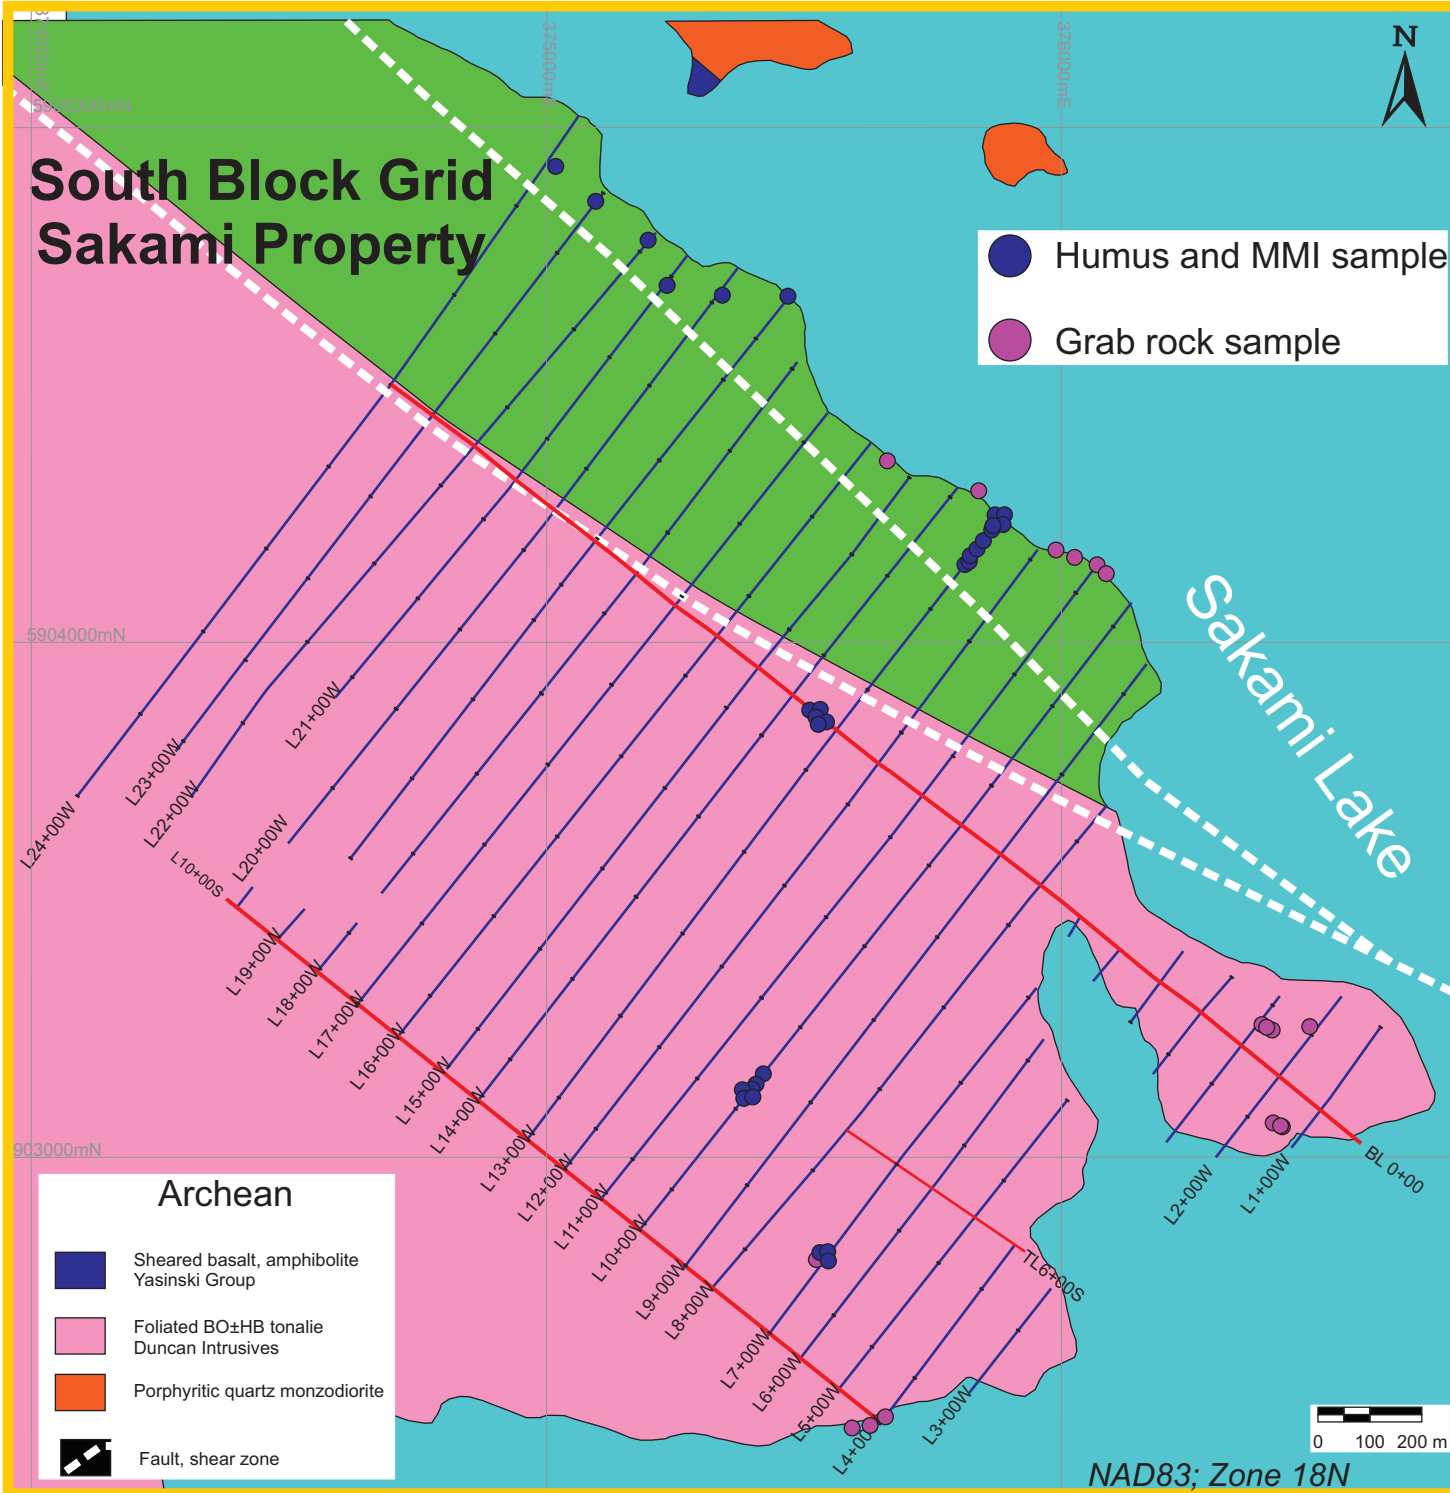 375000mE
376000mE
N
South Block Grid
Sakami Property
Humus and MMI sample
Grab rock sample
5904000mN
Sakami Lake
L24+00W
L23+00W
L22+00W
L21+00W
L20+00W
L10+00S
L19+00W
L18+00W
L17+00W
L16+00W
L15+00W
L14+00W
L13+00W
L12+00W
L11+00W
L10+00W
L9+00W
L8+00W
L7+00W
L6+00W
L5+00W
L4+00
L3+00W
L2+00W
L1+00W
BL 0+00
TL6+00S
903000mN
Archean
Sheared basalt, amphibolite
Yasinski Group
Foliated BO±HB tonalie
Duncan Intrusives
Porphyritic quartz monzodiorite
Fault, shear zone
0 100 200 m
NAD83; Zone 18N